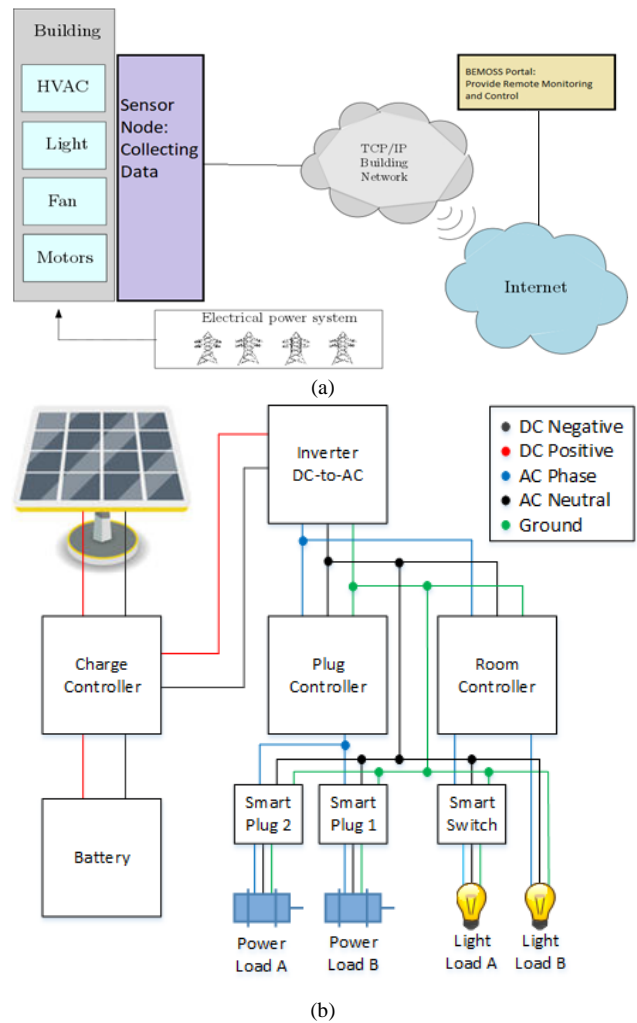 Building
HVAC
Light
Fan
Motors
Sensor
Node:
Collecting
Data
TCP/IP
Building
Network
BEMOSS Portal:
Provide Remote Monitoring
and Control
Internet
Electrical power system
(a)
Inverter
DC-to-AC
DC Negative
DC Positive
AC Phase
AC Neutral
Ground
Charge
Controller
Plug
Controller
Room
Controller
Battery
Smart
Plug 2
Smart
Plug 1
Smart
Switch
Power
Load A
Power
Load B
Light
Load A
Light
Load B
(b)